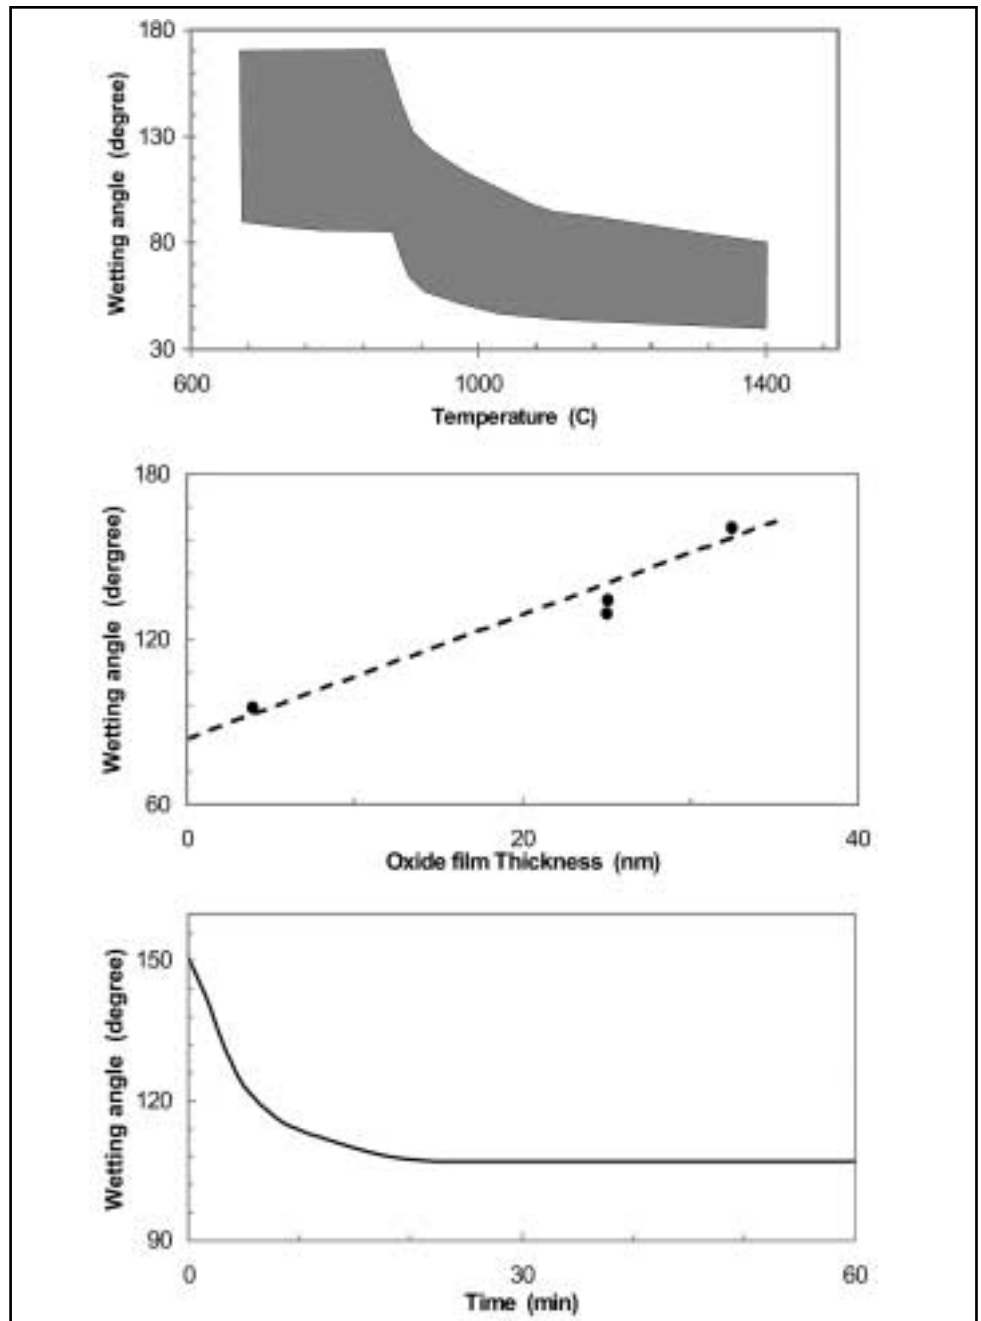 180
130
80
30
Wetting angle (degree)
600 1000 1400
Temperature (C)
180
120
60
Wetting angle (dergree)
0 20 40
Oxide film Thickness (nm)
150
120
90
Wetting angle (degree)
0 30 60
Time (min)